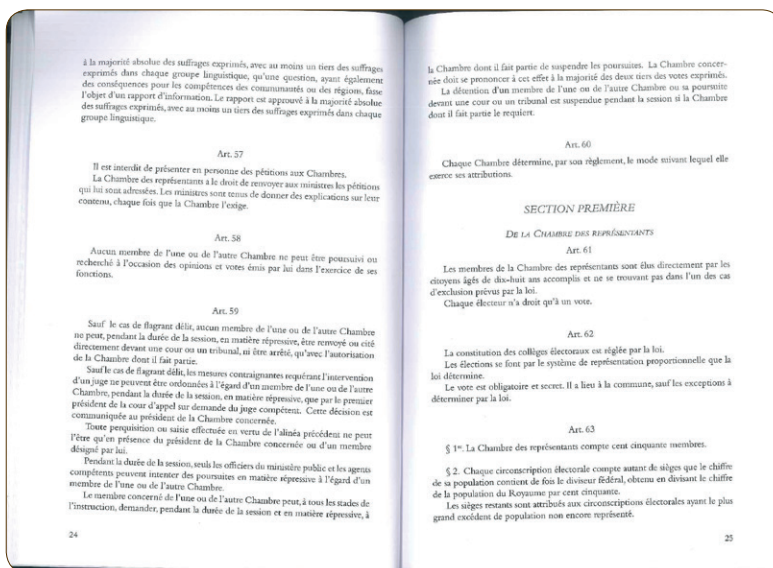 à la majorité absolue des suffrages exprimés, avec au moins un tiers des suffrages
exprimés dans chaque groupe linguistique, qu'une question, ayant également
des conséquences pour les compétences des communautés ou des régions, fasse
l'objet d'un rapport d'information. Le rapport est approuvé à la majorité absolue
des suffrages exprimés, avec au moins un tiers des suffrages exprimés dans chaque
groupe linguistique.
Art. 57
Il est interdit de présenter en personne des pétitions aux Chambres.
La Chambre des représentants a le droit de renvoyer aux ministres les pétitions
qui lui sont adressées. Les ministres sont tenus de donner des explications sur leur
contenu, chaque fois que la Chambre l'exige.
Art. 58
Aucun membre de l'une ou de l'autre Chambre ne peut être poursuivi ou
recherché à l'occasion des opinions et votes émis par lui dans l'exercice de ses
fonctions.
Art. 59
Sauf le cas de flagrant délit, aucun membre de l'une ou de l'autre Chambre
ne peut, pendant la durée de la session, en matière répressive, être renvoyé ou cité
directement devant une cour ou un tribunal, ni être arrêté, qu'avec l'autorisation
de la Chambre dont il fait partie.
Sauf le cas de flagrant délit, les mesures contraignantes requérant l'intervention
d'un juge ne peuvent être ordonnées à l'égard d'un membre de l'une ou de l'autre
Chambre, pendant la durée de la session, en matière répressive, que par le premier
président de la cour d'appel sur demande du juge compétent. Cette décision est
communiquée au président de la Chambre concernée.
Toute perquisition ou saisie effectuée en vertu de l'alinéa précédent ne peut
l'être qu'en présence du président de la Chambre concernée ou d'un membre
désigné par lui.
Pendant la durée de la session, seuls les officiers du ministère public et les agents
compétents peuvent intenter des poursuites en matière répressive à l'égard d'un
membre de l'une ou de l'autre Chambre.
Le membre concerné de l'une ou de l'autre Chambre peut, à tous les stades de
l'instruction, demander, pendant la durée de la session et en matière répressive, à
24
la Chambre dont il fait partie de suspendre les poursuites. La Chambre concer-
née doit se prononcer à cet effet à la majorité des deux tiers des votes exprimés.
La détention d'un membre de l'une ou de l'autre Chambre ou sa poursuite
devant une cour ou un tribunal est suspendue pendant la session si la Chambre
dont il fait partie le requiert.
Art. 60
Chaque Chambre détermine, par son règlement, le mode suivant lequel elle
exerce ses attributions.
SECTION PREMIÈRE
DE LA CHAMBRE DES REPRÉSENTANTS
Art. 61
Les membres de la Chambre des représentants sont élus directement par les
citoyens âgés de dix-huit ans accomplis et ne se trouvant pas dans l'un des cas
d'exclusion prévus par la loi.
Chaque électeur n'a droit qu'à un vote.
Art. 62
La constitution des collèges électoraux est réglée par la loi.
Les élections se font par le système de représentation proportionnelle que la
loi détermine.
Le vote est obligatoire et secret. Il a lieu à la commune, sauf les exceptions à
déterminer par la loi.
Art. 63
§ 1er. La Chambre des représentants compte cent cinquante membres.
§ 2. Chaque circonscription électorale compte autant de sièges que le chiffre
de sa population contient de fois le diviseur fédéral, obtenu en divisant le chiffre
de la population du Royaume par cent cinquante.
Les sièges restants sont attribués aux circonscriptions électorales ayant le plus
grand excédent de population non encore représenté.
25